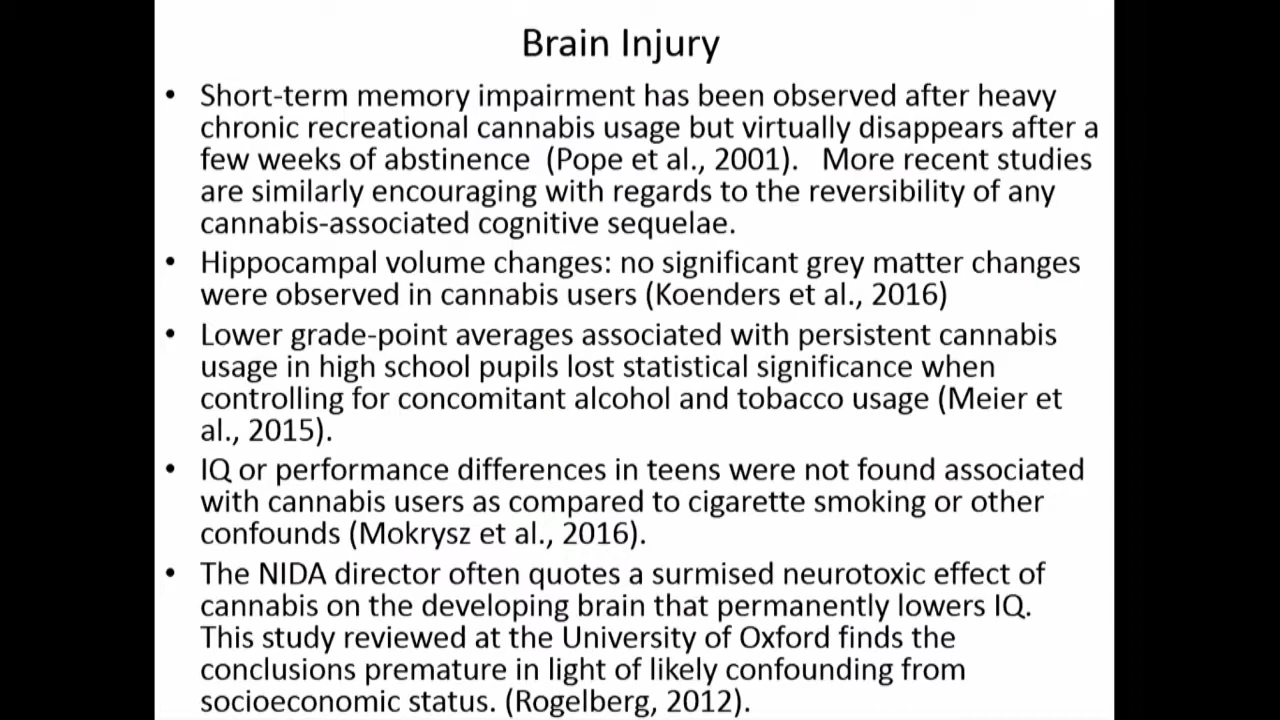 Brain Injury
• Short-term memory impairment has been observed after heavy
chronic recreational cannabis usage but virtually disappears after a
few weeks of abstinence (Pope et al., 2001). More recent studies
are similarly encouraging with regards to the reversibility of any
cannabis-associated cognitive sequelae.
• Hippocampal volume changes: no significant grey matter changes
were observed in cannabis users (Koenders et al., 2016)
• Lower grade-point averages associated with persistent cannabis
usage in high school pupils lost statistical significance when
controlling for concomitant alcohol and tobacco usage (Meier et
al., 2015).
• IQ or performance differences in teens were not found associated
with cannabis users as compared to cigarette smoking or other
confounds (Mokrysz et al., 2016).
• The NIDA director often quotes a surmised neurotoxic effect of
cannabis on the developing brain that permanently lowers IQ.
This study reviewed at the University of Oxford finds the
conclusions premature in light of likely confounding from
socioeconomic status. (Rogelberg, 2012).